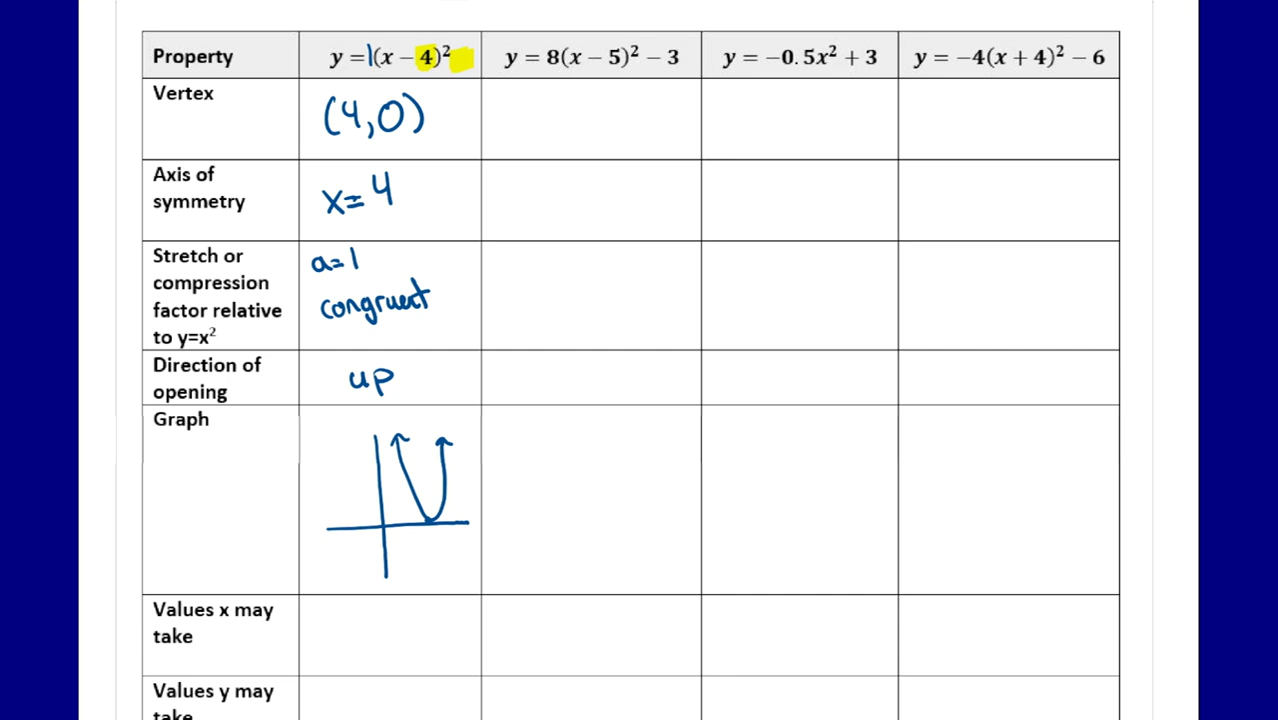 Property y = 1(x − 4)² y = 8(x − 5)² − 3 y = −0.5x² + 3 y = −4(x + 4)² − 6
Vertex (4,0)
Axis of
symmetry x = 4
Stretch or a=1
compression
factor relative congruent
to y=x²
Direction of
opening up
Graph
Values x may
take
Values y may
take